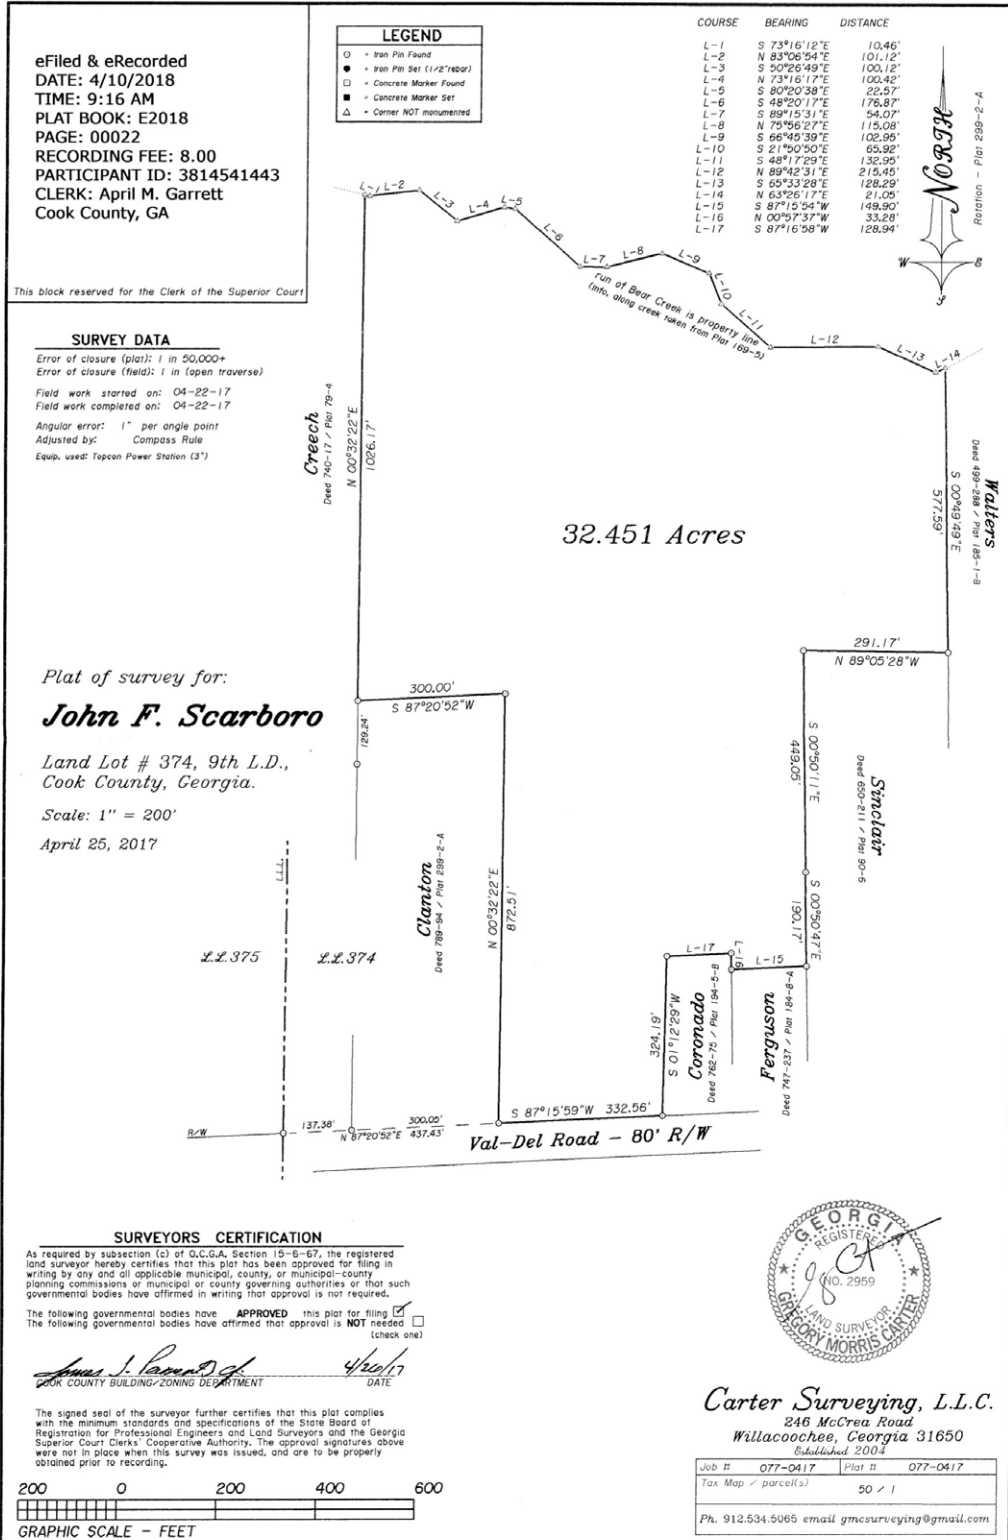 eFiled & eRecorded
DATE: 4/10/2018
TIME: 9:16 AM
PLAT BOOK: E2018
PAGE: 00022
RECORDING FEE: 8.00
PARTICIPANT ID: 3814541443
CLERK: April M. Garrett
Cook County, GA
This block reserved for the Clerk of the Superior Court
LEGEND
- Iron Pin Found
- Iron Pin Set (1/2"rebar)
- Concrete Marker Found
- Concrete Marker Set
- Corner NOT monumented
COURSE BEARING DISTANCE
L-1 S 73°16'12"E 10.46'
L-2 N 83°06'54"E 101.12'
L-3 S 50°26'49"E 100.12'
L-4 N 73°16'17"E 100.42'
L-5 S 80°20'38"E 22.57'
L-6 S 48°20'17"E 176.87'
L-7 S 89°15'31"E 54.07'
L-8 N 75°56'27"E 115.08'
L-9 S 66°45'39"E 102.95'
L-10 S 21°50'50"E 65.92'
L-11 S 48°17'29"E 132.95'
L-12 N 89°42'31"E 215.45'
L-13 S 65°33'28"E 128.29'
L-14 N 63°26'17"E 21.05'
L-15 S 87°15'54"W 149.90'
L-16 N 00°57'37"W 33.28'
L-17 S 87°16'58"W 128.94'
NORTH
Rotation - Plat 299-2-A
W E
S
SURVEY DATA
Error of closure (plat): 1 in 50,000+
Error of closure (field): 1 in (open traverse)
Field work started on: 04-22-17
Field work completed on: 04-22-17
Angular error: 1" per angle point
Adjusted by: Compass Rule
Equip. used: Topcon Power Station (3")
L-1
L-2
L-3
L-4
L-5
L-6
L-7
L-8
L-9
L-10
L-11
L-12
L-13
L-14
run of Bear Creek is property line
(info. along creek taken from Plat 169-5)
Creech
Deed 740-17 / Plat 79-4
N 00°32'22"E
1026.17'
32.451 Acres
Walters
Deed 499-288 / Plat 185-1-B
S 00°49'49"E
577.59'
291.17'
N 89°05'28"W
Plat of survey for:
John F. Scarboro
Land Lot # 374, 9th L.D.,
Cook County, Georgia.
Scale: 1" = 200'
April 25, 2017
300.00'
S 87°20'52"W
129.24'
S 00°50'11"E
449.05'
Sinclair
Deed 650-211 / Plat 90-6
S 00°50'47"E
190.17'
Clanton
Deed 789-94 / Plat 299-2-A
N 00°32'22"E
872.51'
L.L.L.
L.L. 375
L.L. 374
L-17
L-16
L-15
324.19'
S 01°12'29"W
Coronado
Deed 762-75 / Plat 194-5-B
Ferguson
Deed 747-237 / Plat 184-8-A
R/W
137.38'
300.05'
N 87°20'52"E 437.43'
S 87°15'59"W 332.56'
Val-Del Road - 80' R/W
SURVEYORS CERTIFICATION
As required by subsection (c) of O.C.G.A. Section 15-6-67, the registered
land surveyor hereby certifies that this plat has been approved for filing in
writing by any and all applicable municipal, county, or municipal-county
planning commissions or municipal or county governing authorities or that such
governmental bodies have affirmed in writing that approval is not required.
The following governmental bodies have APPROVED this plat for filing
The following governmental bodies have affirmed that approval is NOT needed
(check one)
4/26/17
COOK COUNTY BUILDING/ZONING DEPARTMENT DATE
The signed seal of the surveyor further certifies that this plat complies
with the minimum standards and specifications of the State Board of
Registration for Professional Engineers and Land Surveyors and the Georgia
Superior Court Clerks' Cooperative Authority. The approval signatures above
were not in place when this survey was issued, and are to be properly
obtained prior to recording.
200 0 200 400 600
GRAPHIC SCALE - FEET
GEORGIA
REGISTERED
NO. 2959
LAND SURVEYOR
GREGORY MORRIS CARTER
Carter Surveying, L.L.C.
246 McCrea Road
Willacoochee, Georgia 31650
Established 2004
Job # 077-0417 Plat # 077-0417
Tax Map / parcel(s) 50 / 1
Ph. 912.534.5065 email gmcsurveying@gmail.com